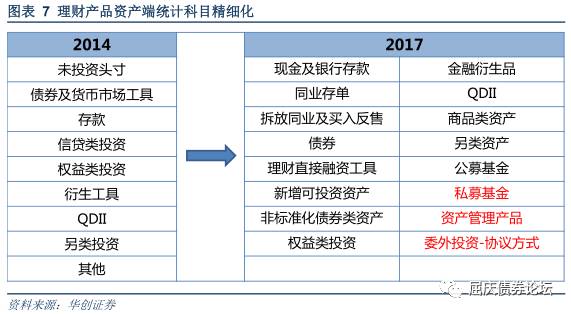 图表 7 理财产品资产端统计科目精细化
2014 2017
未投资头寸 现金及银行存款 金融衍生品
债券及货币市场工具 同业存单 QDII
存款 拆放同业及买入反售 商品类资产
信贷类投资 债券 另类资产
权益类投资 理财直接融资工具 公募基金
衍生工具 新增可投资资产 私募基金
QDII 非标准化债券类资产 资产管理产品
另类投资 权益类投资 委外投资-协议方式
其他
屈庆债券论坛
资料来源：华创证券